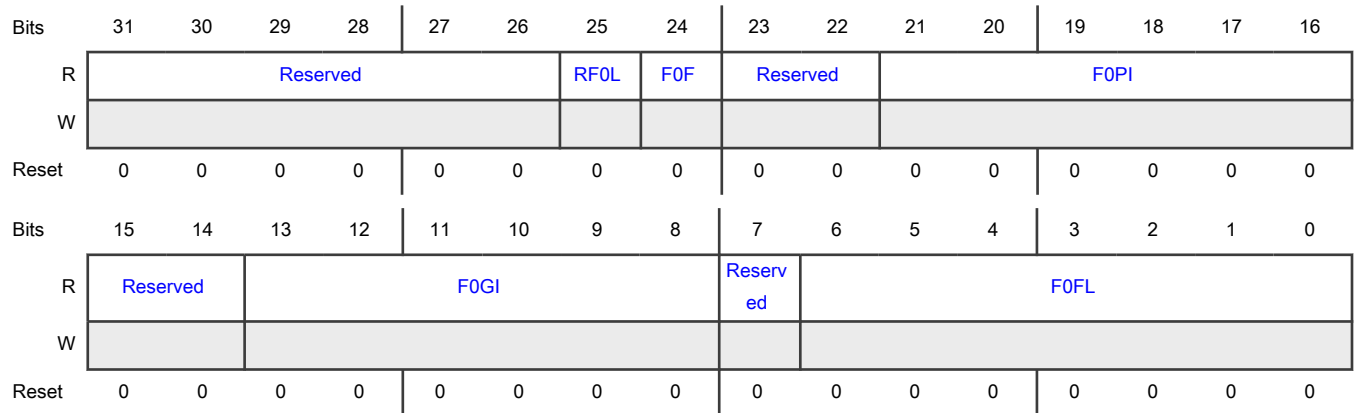 Bits 31 30 29 28 27 26 25 24 23 22 21 20 19 18 17 16
R Reserved RF0L F0F Reserved F0PI
W
Reset 0 0 0 0 0 0 0 0 0 0 0 0 0 0 0 0
Bits 15 14 13 12 11 10 9 8 7 6 5 4 3 2 1 0
R Reserved F0GI Reserv F0FL
ed
W
Reset 0 0 0 0 0 0 0 0 0 0 0 0 0 0 0 0